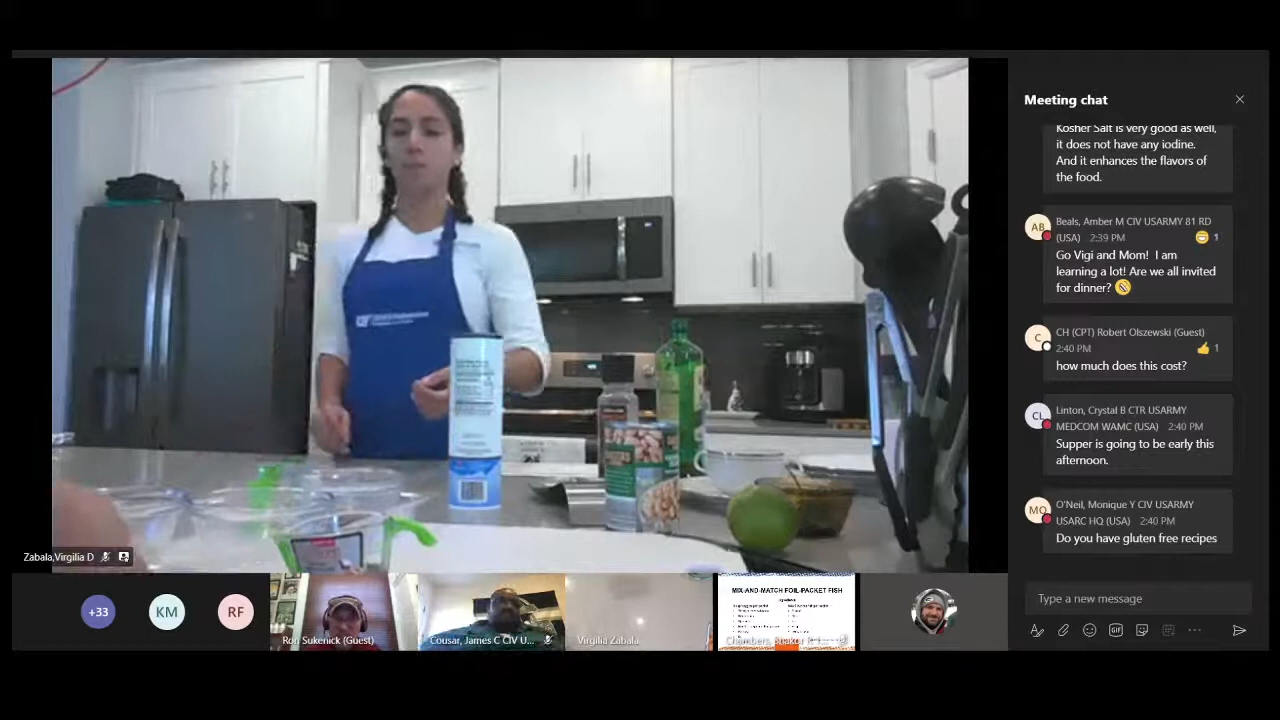 Meeting chat
Kosher Salt is very good as well,
it does not have any iodine.
And it enhances the flavors of
the food.
Beals, Amber M CIV USARMY 81 RD
(USA) 2:39 PM
1
AB
Go Vigi and Mom! I am
learning a lot! Are we all invited
for dinner?
CH (CPT) Robert Olszewski (Guest)
C
2:40 PM
1
how much does this cost?
Linton, Crystal B CTR USARMY
CL
MEDCOM WAMC (USA) 2:40 PM
Supper is going to be early this
afternoon.
O'Neil, Monique Y CIV USARMY
MO
USARC HQ (USA) 2:40 PM
Do you have gluten free recipes
Type a new message
GIF
Zabala,Virgilia D
+33
KM
RF
Ron Sukenick (Guest)
Cousar, James C CIV U...
Virgilia Zabala
MIX-AND-MATCH FOIL-PACKET FISH